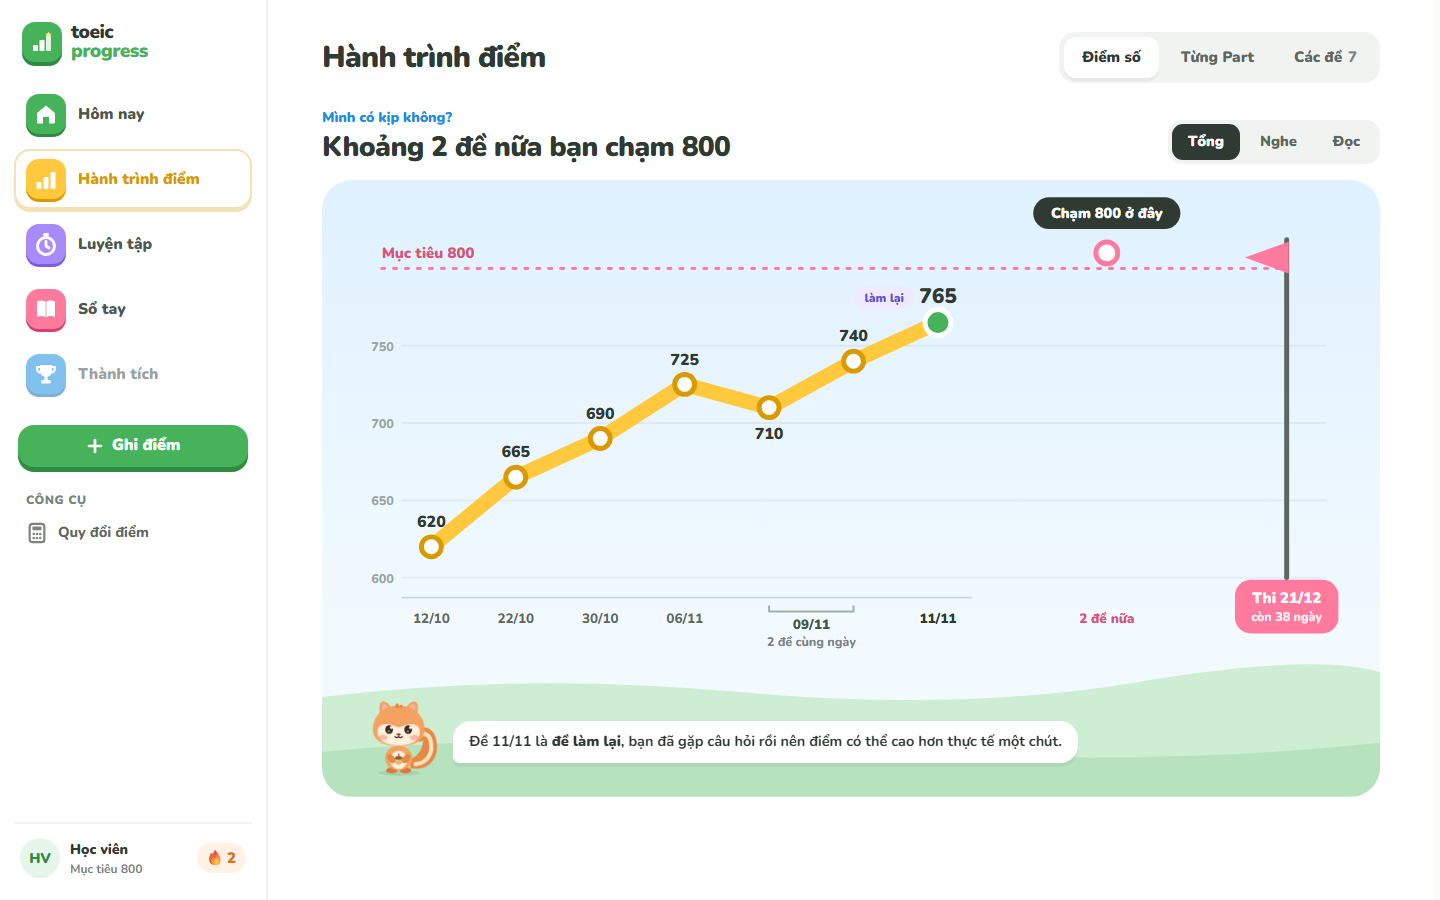 toeic
progress
Hôm nay
Hành trình điểm
Luyện tập
Sổ tay
Thành tích
+ Ghi điểm
CÔNG CỤ
Quy đổi điểm
HV
Học viên
Mục tiêu 800
2
Hành trình điểm
Điểm số
Từng Part
Các đề 7
Mình có kịp không?
Khoảng 2 đề nữa bạn chạm 800
Tổng
Nghe
Đọc
Chạm 800 ở đây
Mục tiêu 800
làm lại
765
740
725
710
690
665
620
750
700
650
600
12/10
22/10
30/10
06/11
09/11
2 đề cùng ngày
11/11
2 đề nữa
Thi 21/12
còn 38 ngày
Đề 11/11 là đề làm lại, bạn đã gặp câu hỏi rồi nên điểm có thể cao hơn thực tế một chút.